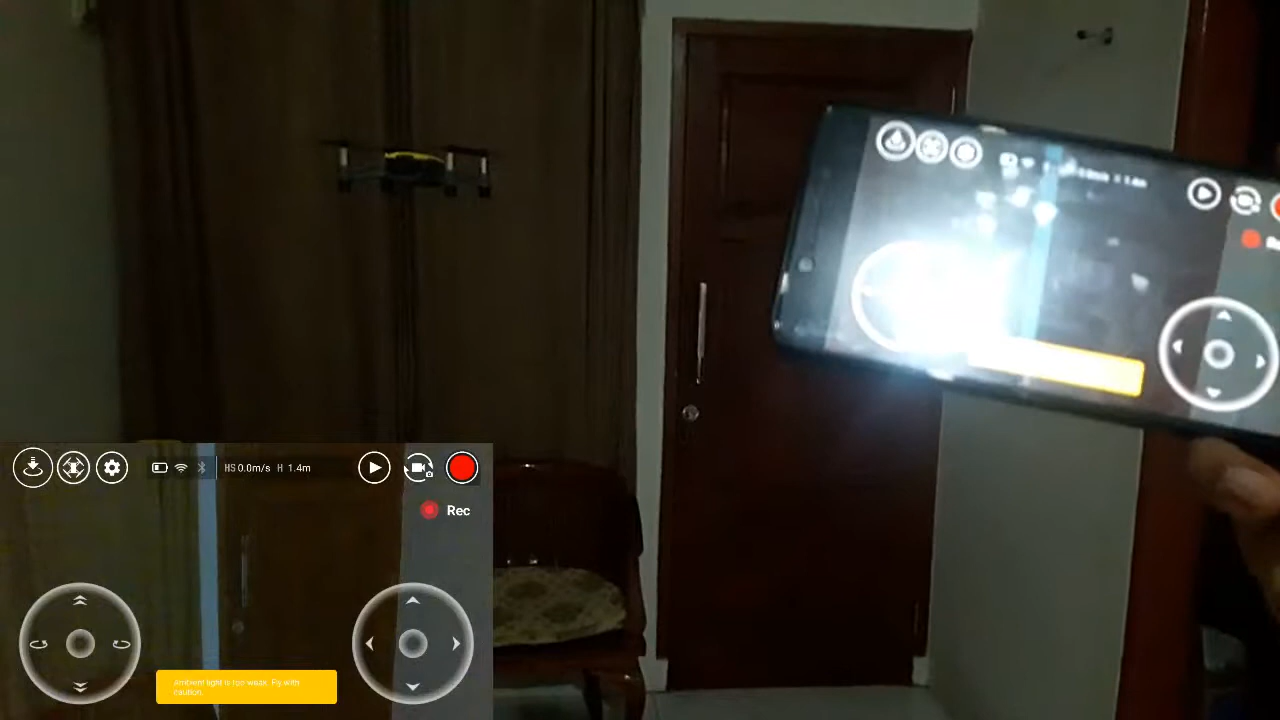 HS 0.0m/s H 1.4m
Rec
Ambient light is too weak. Fly with
caution.